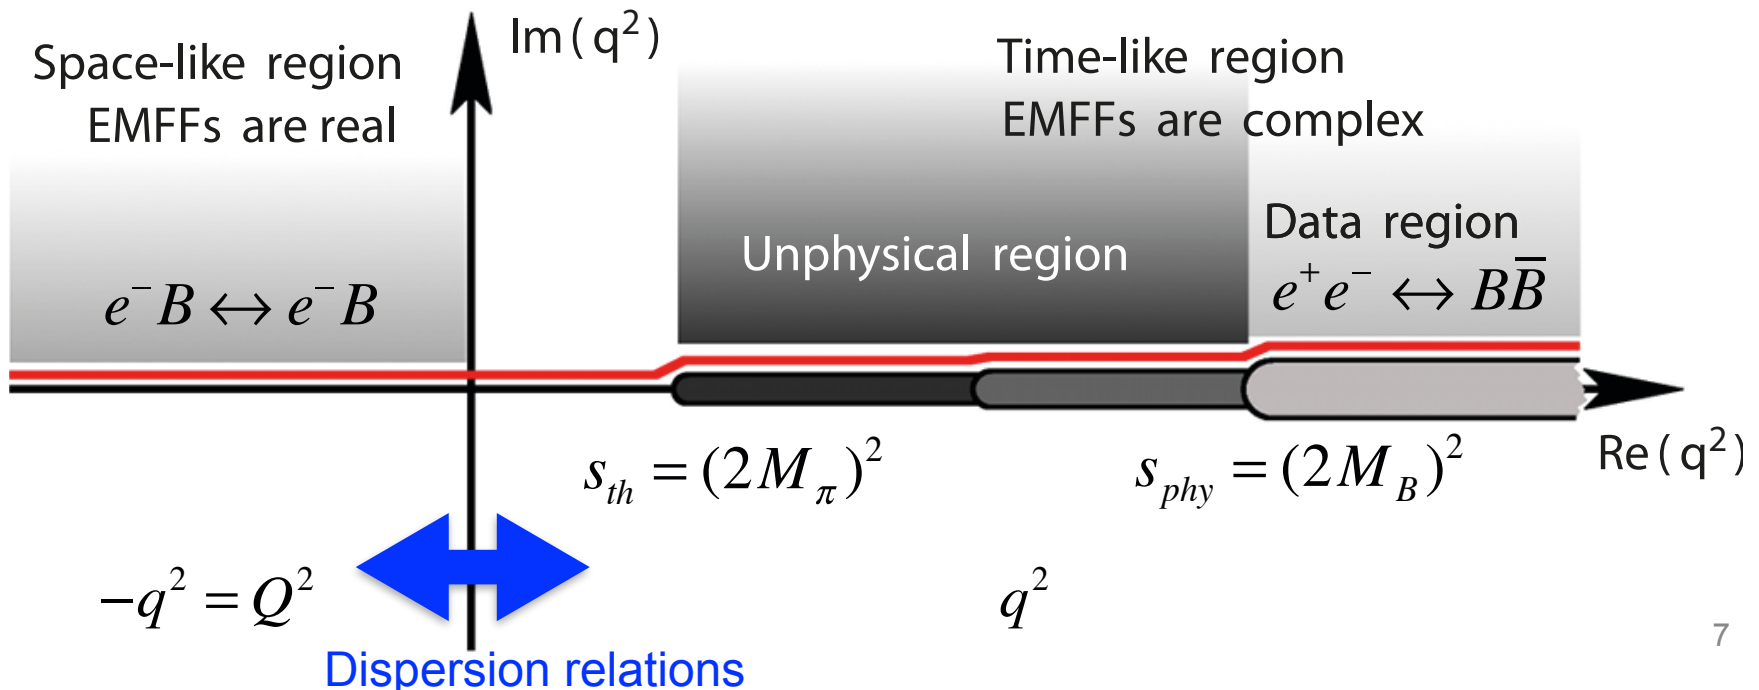 Im(q²)
Space-like region
EMFFs are real
Time-like region
EMFFs are complex
Unphysical region
Data region
e⁻B ↔ e⁻B
e⁺e⁻ ↔ BB̅
s_th = (2M_π)²
s_phy = (2M_B)²
Re(q²)
−q² = Q²
q²
Dispersion relations
7